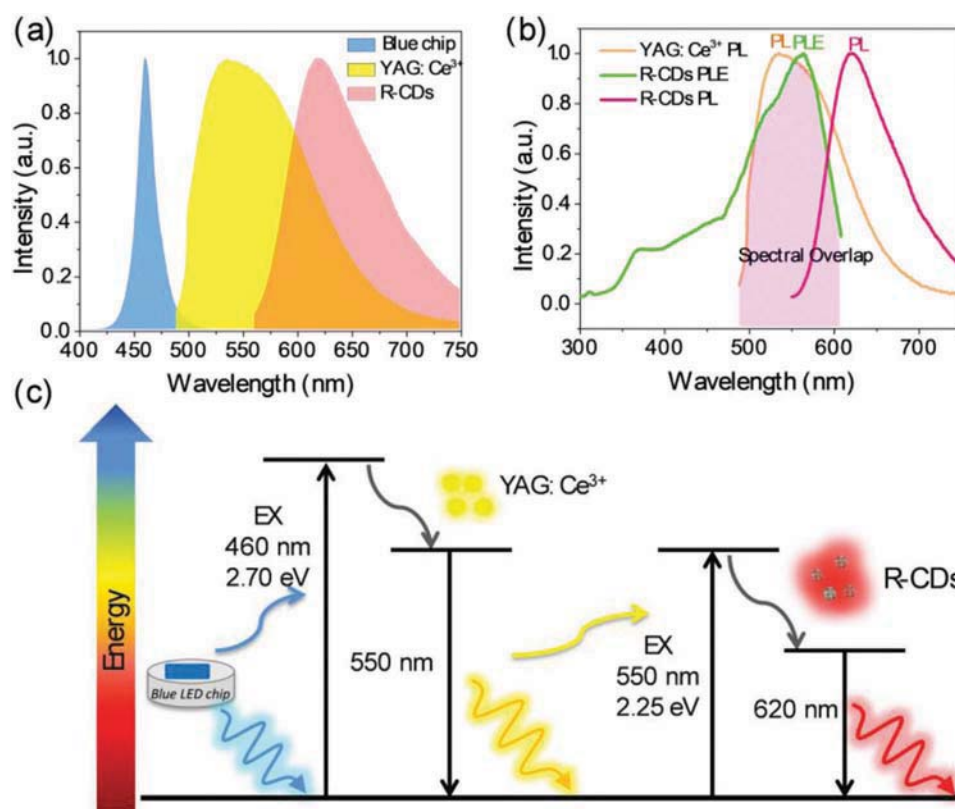 (a)
Blue chip
YAG: Ce³⁺
R-CDs
1.0
0.8
0.6
0.4
0.2
0.0
Intensity (a.u.)
400 450 500 550 600 650 700 750
Wavelength (nm)
(b)
YAG: Ce³⁺ PL
R-CDs PLE
R-CDs PL
PL PLE PL
1.0
0.8
0.6
0.4
0.2
0.0
Intensity (a.u.)
Spectral Overlap
300 400 500 600 700
Wavelength (nm)
(c)
Energy
Blue LED chip
EX
460 nm
2.70 eV
YAG: Ce³⁺
550 nm
EX
550 nm
2.25 eV
R-CDs
620 nm